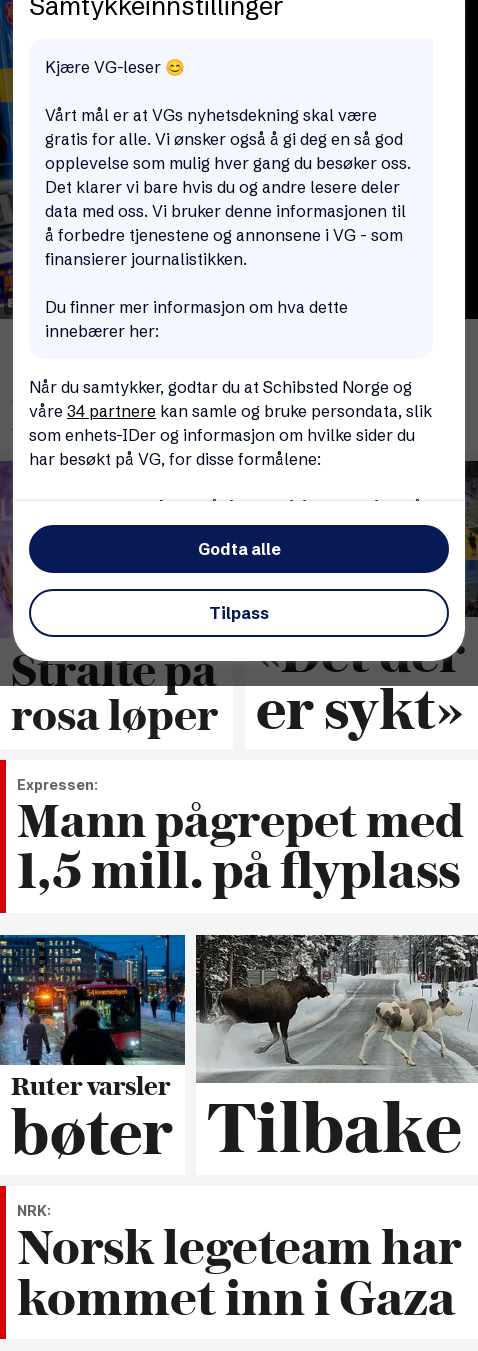 Samtykkeinnstillinger
Kjære VG-leser 😊
Vårt mål er at VGs nyhetsdekning skal være
gratis for alle. Vi ønsker også å gi deg en så god
opplevelse som mulig hver gang du besøker oss.
Det klarer vi bare hvis du og andre lesere deler
data med oss. Vi bruker denne informasjonen til
å forbedre tjenestene og annonsene i VG - som
finansierer journalistikken.
Du finner mer informasjon om hva dette
innebærer her:
Når du samtykker, godtar du at Schibsted Norge og
våre 34 partnere kan samle og bruke persondata, slik
som enhets-IDer og informasjon om hvilke sider du
har besøkt på VG, for disse formålene:
Godta alle
Tilpass
Strålte på
rosa løper
«Det der
er sykt»
Expressen:
Mann pågrepet med
1,5 mill. på flyplass
Ruter varsler
bøter
Tilbake
NRK:
Norsk legeteam har
kommet inn i Gaza